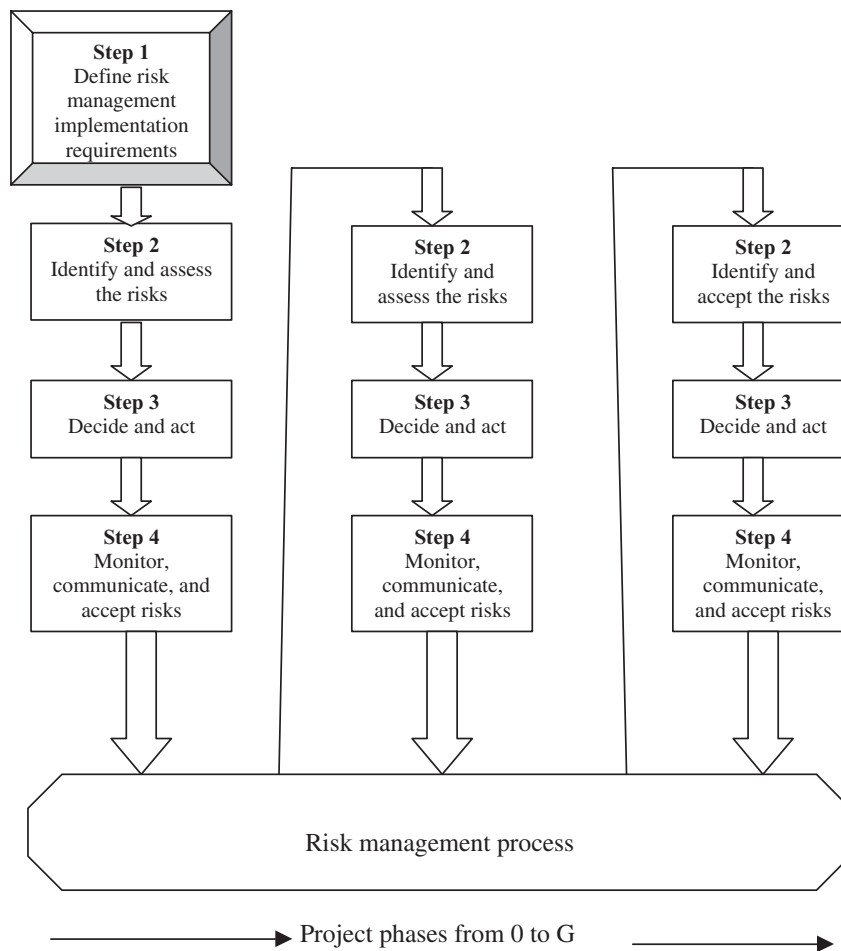 Step 1
Define risk
management
implementation
requirements
Step 2
Identify and assess
the risks
Step 3
Decide and act
Step 4
Monitor,
communicate, and
accept risks
Step 2
Identify and
assess the risks
Step 3
Decide and act
Step 4
Monitor,
communicate,
and accept risks
Step 2
Identify and
accept the risks
Step 3
Decide and act
Step 4
Monitor,
communicate,
and accept risks
Risk management process
Project phases from 0 to G